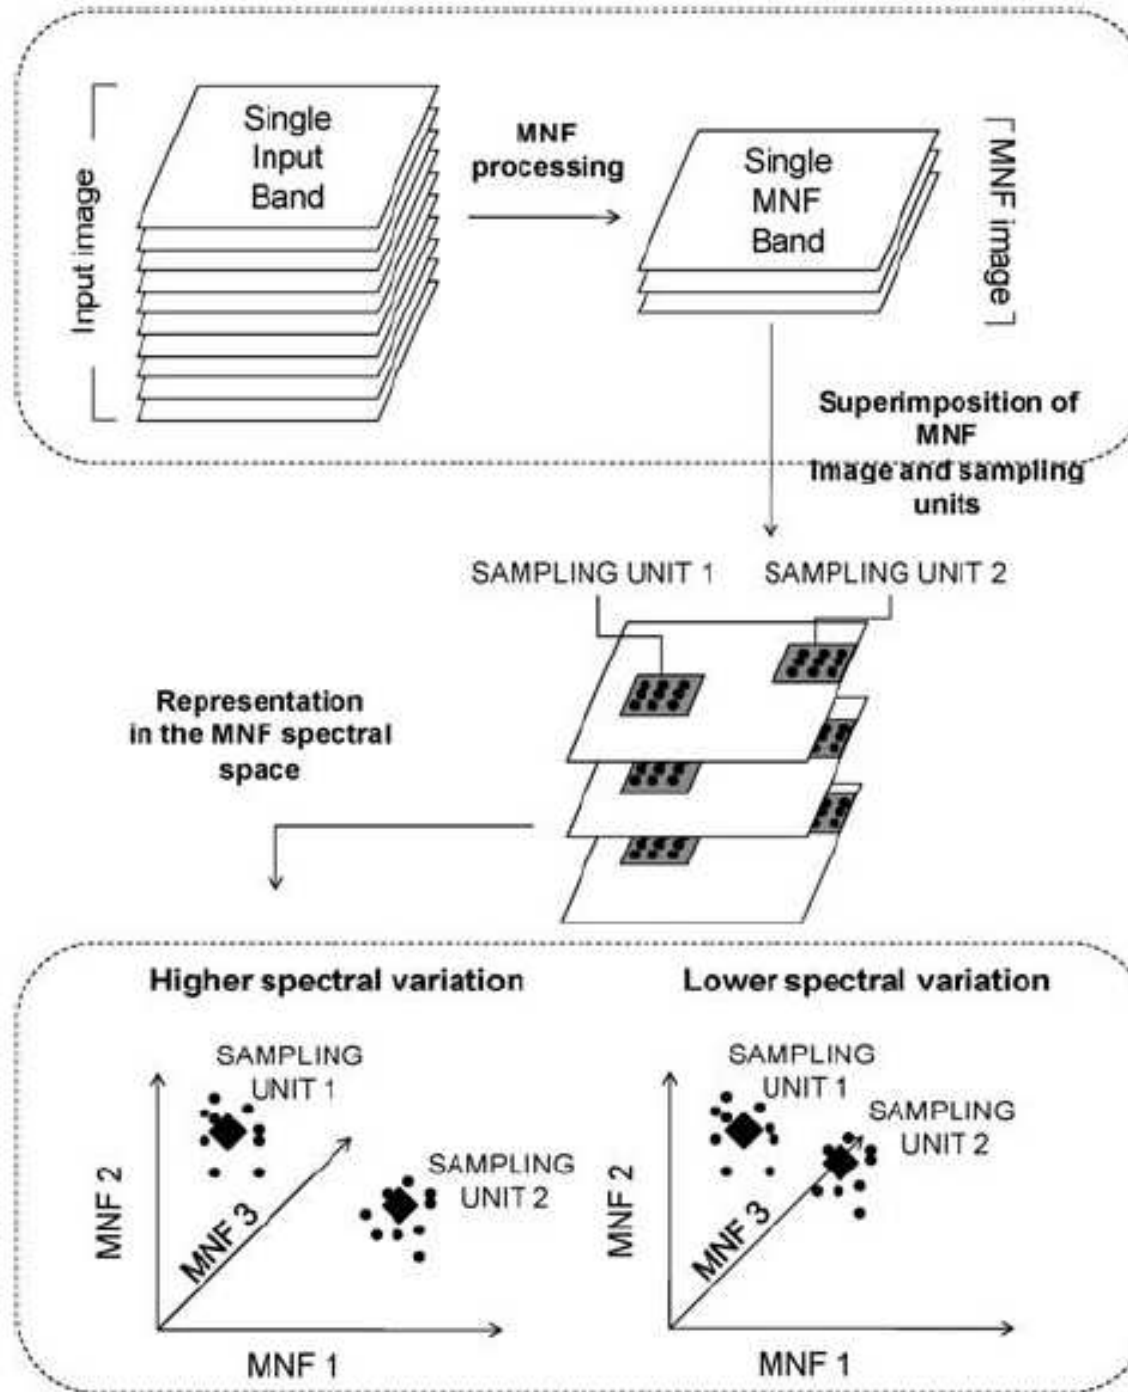 Input image
Single
Input
Band
MNF
processing
Single
MNF
Band
MNF image
Superimposition of
MNF
Image and sampling
units
SAMPLING UNIT 1
SAMPLING UNIT 2
Representation
in the MNF spectral
space
Higher spectral variation
SAMPLING
UNIT 1
SAMPLING
UNIT 2
MNF 2
MNF 3
MNF 1
Lower spectral variation
SAMPLING
UNIT 1
SAMPLING
UNIT 2
MNF 2
MNF 3
MNF 1